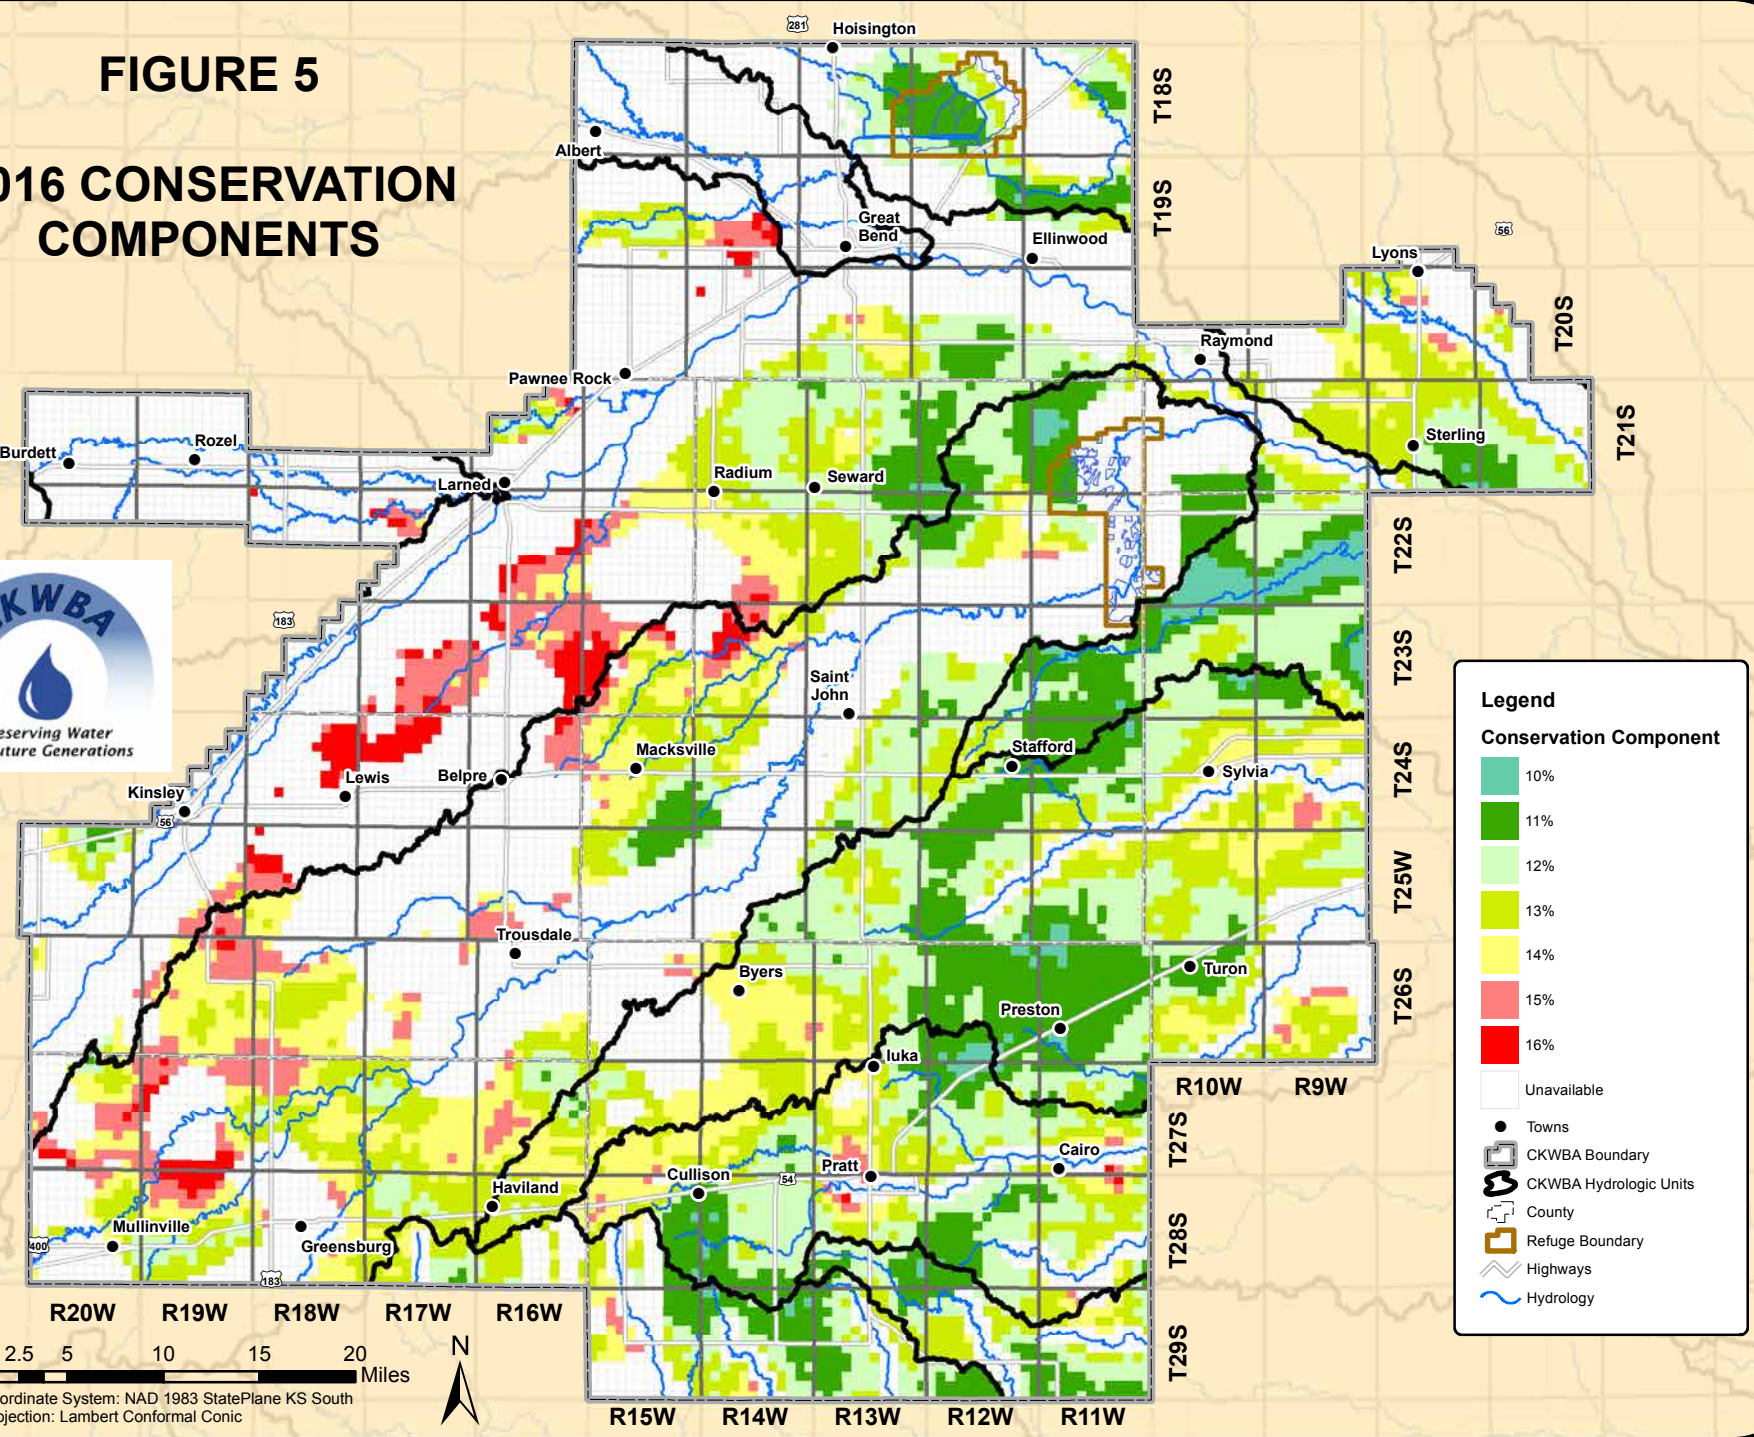 FIGURE 5
016 CONSERVATION
COMPONENTS
281
Hoisington
T18S
Albert
T19S
Great
Bend
Ellinwood
56
Lyons
T20S
Raymond
Pawnee Rock
T21S
Burdett
Rozel
Sterling
Larned
Radium
Seward
T22S
KWBA
eserving Water
uture Generations
183
T23S
Saint
John
Macksville
Stafford
T24S
Sylvia
Lewis
Belpre
Kinsley
56
T25W
Trousdale
Byers
Turon
T26S
Preston
Iuka
R10W
R9W
T27S
Cairo
Pratt
Cullison
54
Haviland
T28S
Mullinville
400
Greensburg
183
R20W
R19W
R18W
R17W
R16W
T29S
R15W
R14W
R13W
R12W
R11W
2.5
5
10
15
20
Miles
N
ordinate System: NAD 1983 StatePlane KS South
ojection: Lambert Conformal Conic
Legend
Conservation Component
10%
11%
12%
13%
14%
15%
16%
Unavailable
Towns
CKWBA Boundary
CKWBA Hydrologic Units
County
Refuge Boundary
Highways
Hydrology